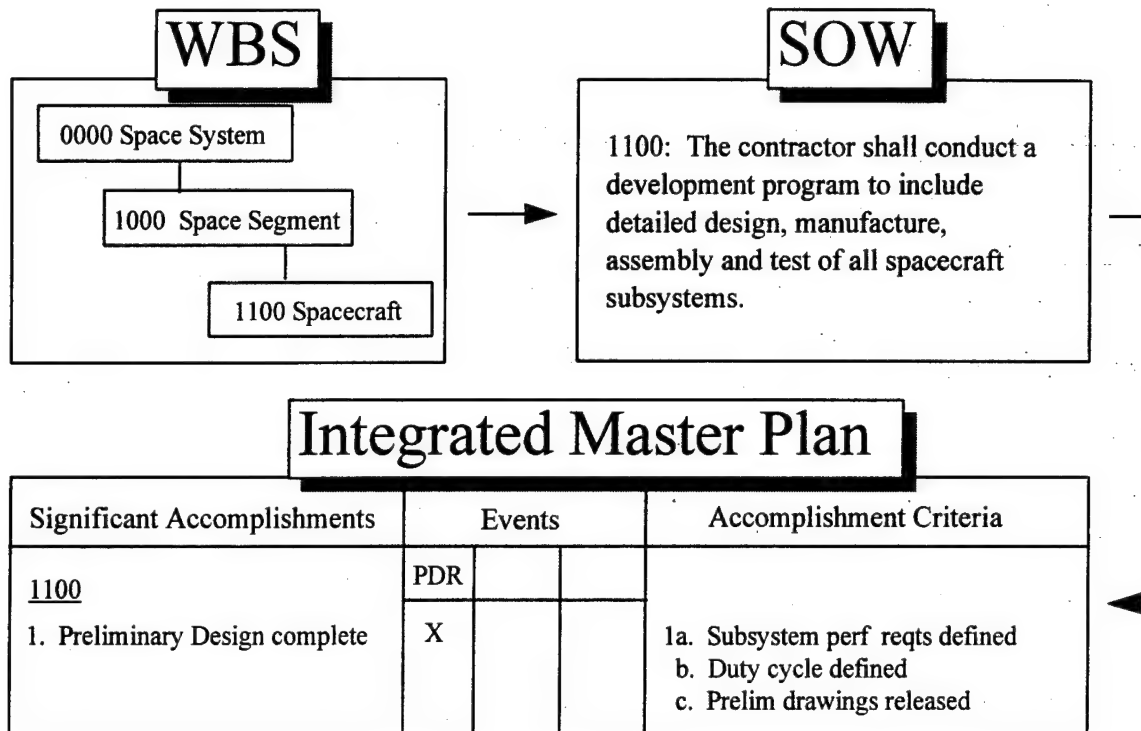 WBS
0000 Space System
1000 Space Segment
1100 Spacecraft
SOW
1100: The contractor shall conduct a
development program to include
detailed design, manufacture,
assembly and test of all spacecraft
subsystems.
Integrated Master Plan
Significant Accomplishments
Events
Accomplishment Criteria
PDR
1100
1. Preliminary Design complete
X
1a. Subsystem perf reqts defined
b. Duty cycle defined
c. Prelim drawings released